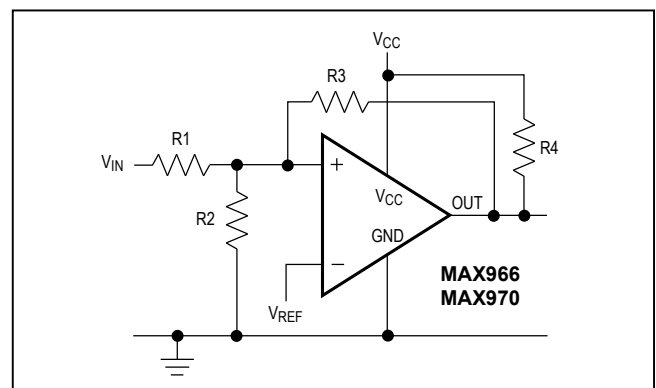 VCC
R3
R1
VIN
R4
+
VCC
OUT
R2
GND
−
MAX966
MAX970
VREF